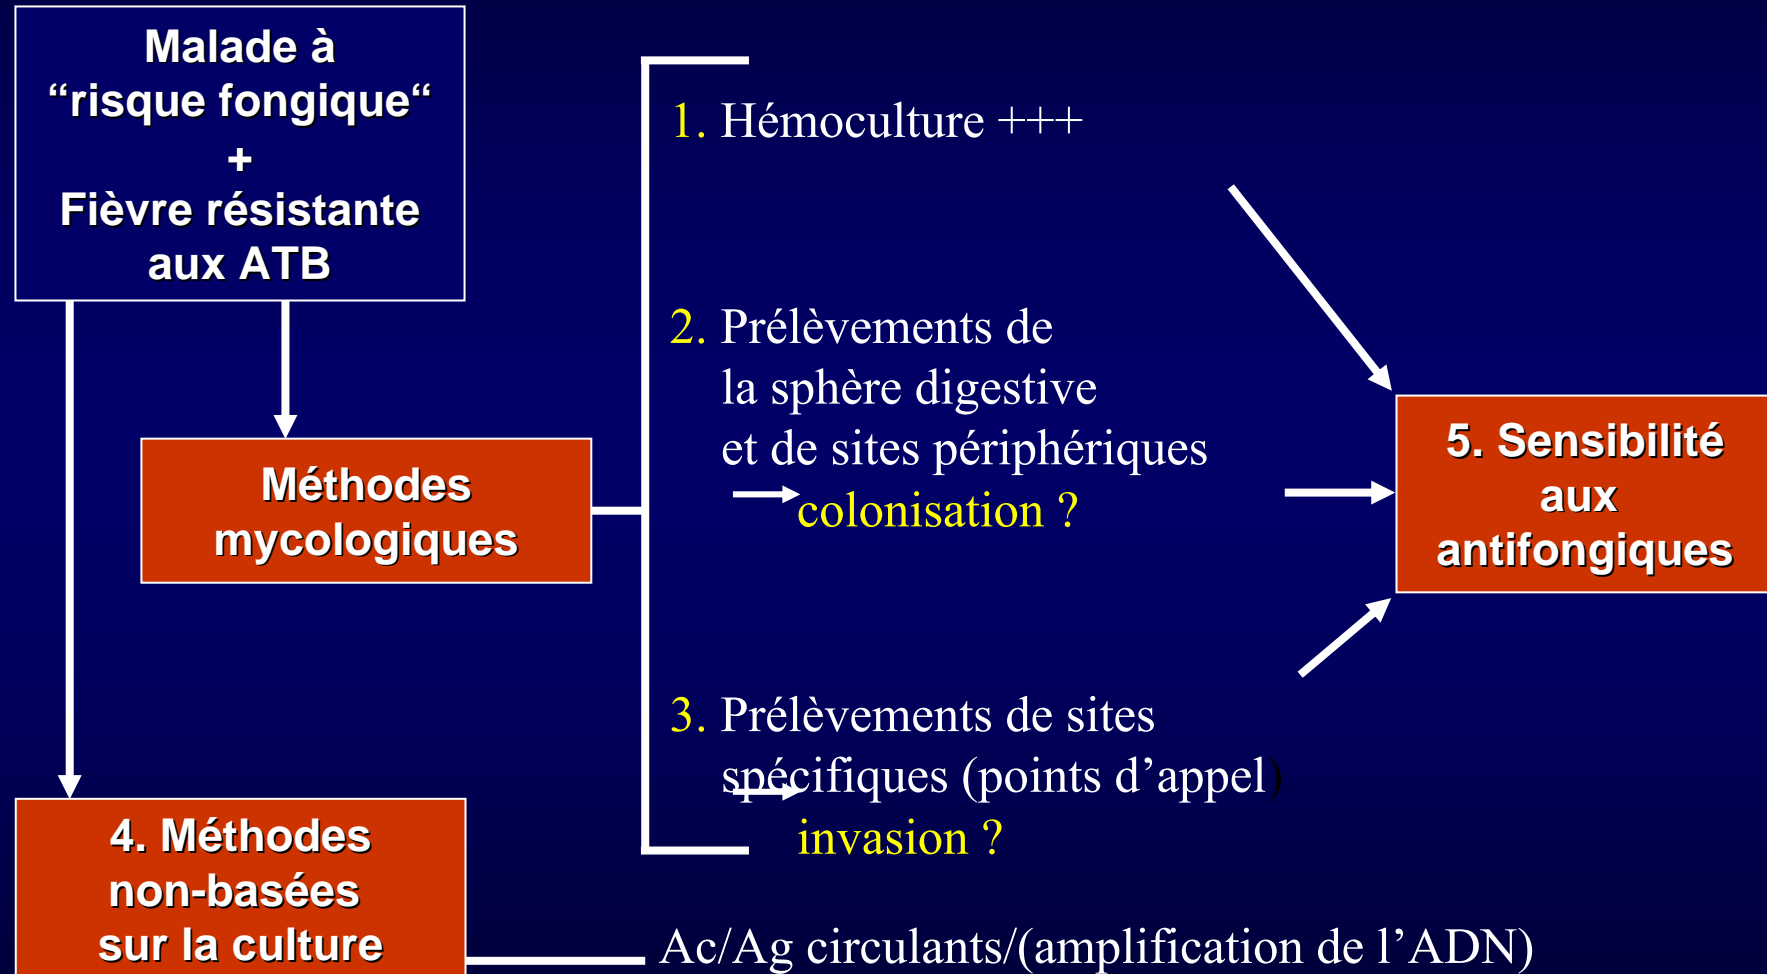 Malade à
“risque fongique“
+
Fièvre résistante
aux ATB
Méthodes
mycologiques
1. Hémoculture +++
2. Prélèvements de
la sphère digestive
et de sites périphériques
colonisation ?
3. Prélèvements de sites
spécifiques (points d’appel)
invasion ?
5. Sensibilité
aux
antifongiques
4. Méthodes
non-basées
sur la culture
Ac/Ag circulants/(amplification de l’ADN)